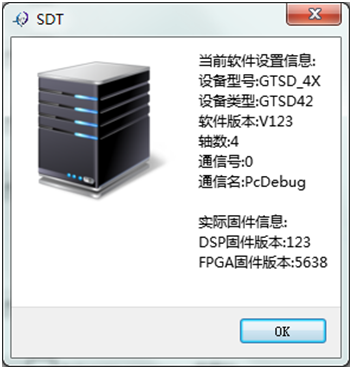 SDT
当前软件设置信息:
设备型号:GTSD_4X
设备类型:GTSD42
软件版本:V123
轴数:4
通信号:0
通信名:PcDebug
实际固件信息:
DSP固件版本:123
FPGA固件版本:5638
OK